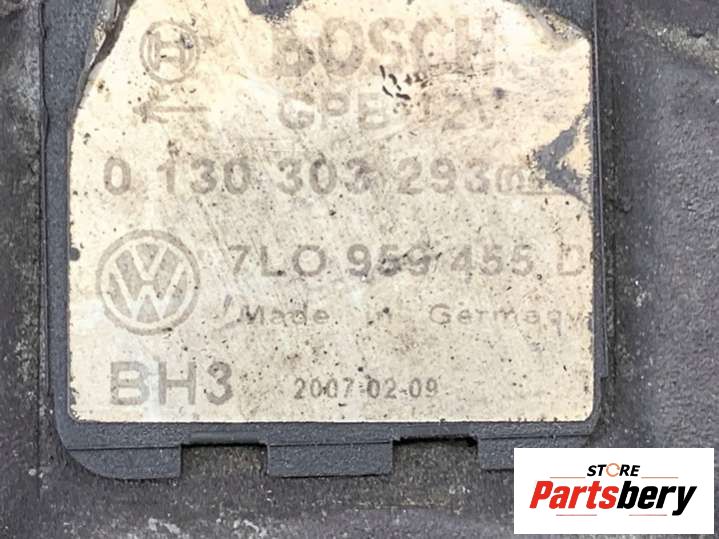 BOSCH
GPB 12V
0 130 303 293
7L0 959 455 D
Made in Germany
BH3 2007-02-09
STORE
Partsbery